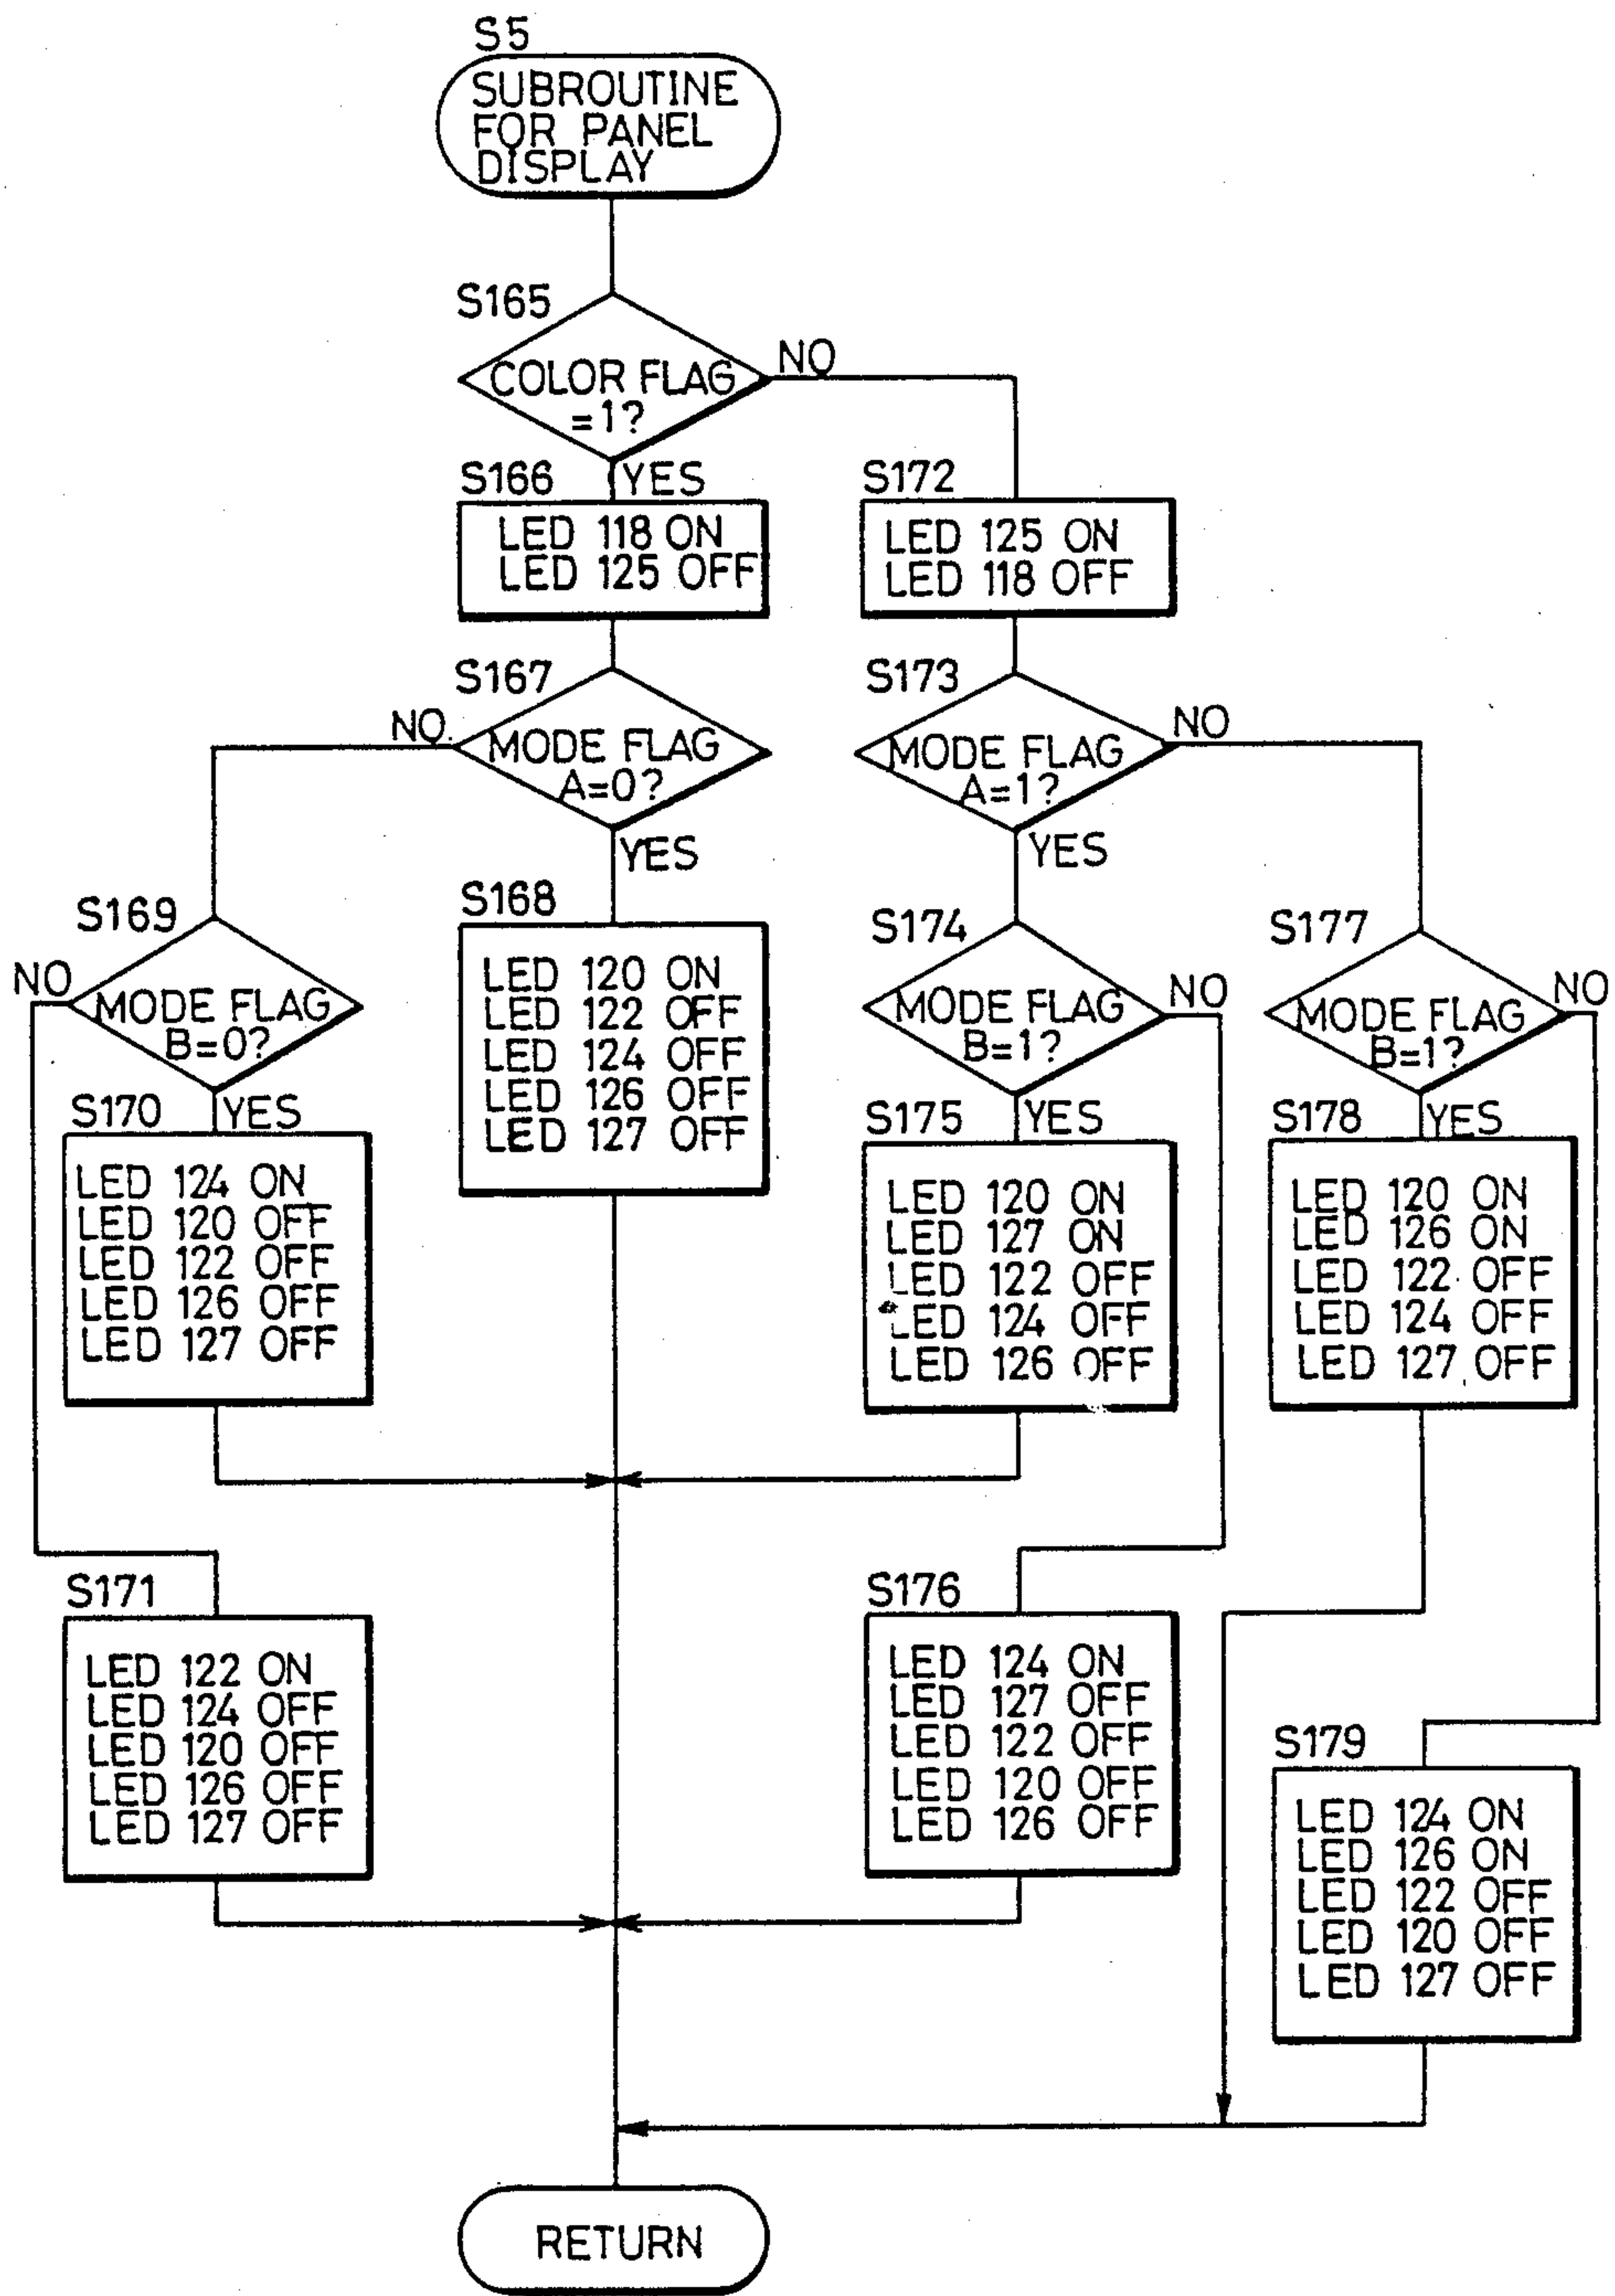 S5
SUBROUTINE
FOR PANEL
DISPLAY
S165
COLOR FLAG
=1?
NO
YES
S166
LED 118 ON
LED 125 OFF
S172
LED 125 ON
LED 118 OFF
S167
MODE FLAG
A=0?
NO
YES
S173
MODE FLAG
A=1?
NO
YES
S169
MODE FLAG
B=0?
NO
YES
S168
LED 120 ON
LED 122 OFF
LED 124 OFF
LED 126 OFF
LED 127 OFF
S174
MODE FLAG
B=1?
NO
YES
S177
MODE FLAG
B=1?
NO
YES
S170
LED 124 ON
LED 120 OFF
LED 122 OFF
LED 126 OFF
LED 127 OFF
S175
LED 120 ON
LED 127 ON
LED 122 OFF
LED 124 OFF
LED 126 OFF
S178
LED 120 ON
LED 126 ON
LED 122 OFF
LED 124 OFF
LED 127 OFF
S171
LED 122 ON
LED 124 OFF
LED 120 OFF
LED 126 OFF
LED 127 OFF
S176
LED 124 ON
LED 127 OFF
LED 122 OFF
LED 120 OFF
LED 126 OFF
S179
LED 124 ON
LED 126 ON
LED 122 OFF
LED 120 OFF
LED 127 OFF
RETURN